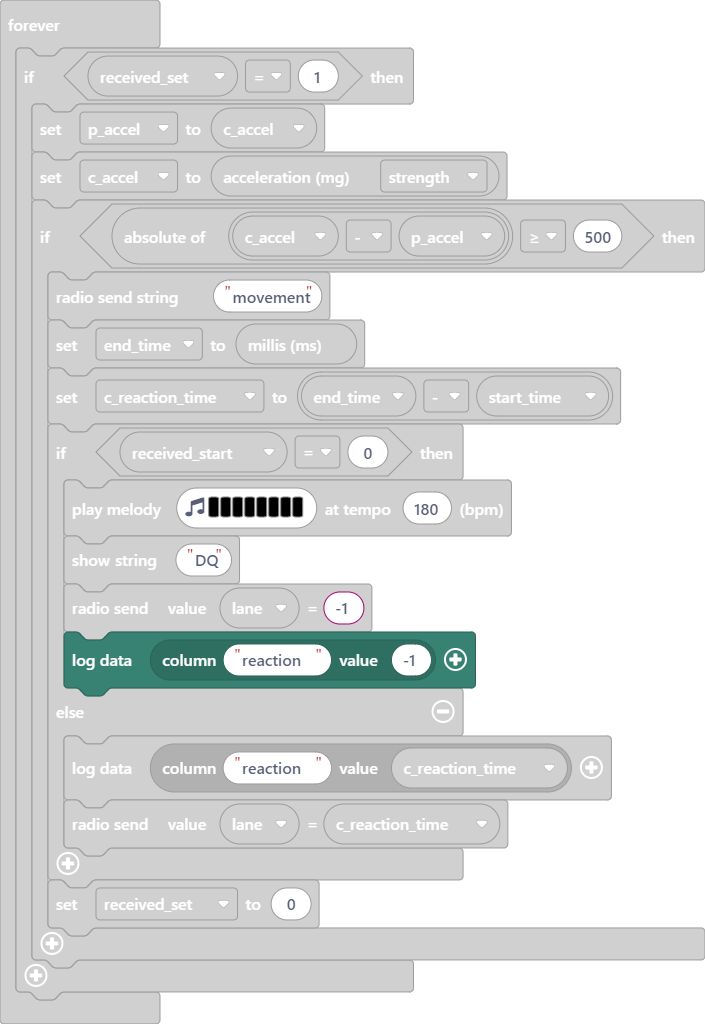 forever
if received_set = 1 then
set p_accel to c_accel
set c_accel to acceleration (mg) strength
if absolute of c_accel - p_accel ≥ 500 then
radio send string "movement"
set end_time to millis (ms)
set c_reaction_time to end_time - start_time
if received_start = 0 then
play melody at tempo 180 (bpm)
show string "DQ"
radio send value lane = -1
log data column "reaction " value -1
else
log data column "reaction " value c_reaction_time
radio send value lane = c_reaction_time
set received_set to 0